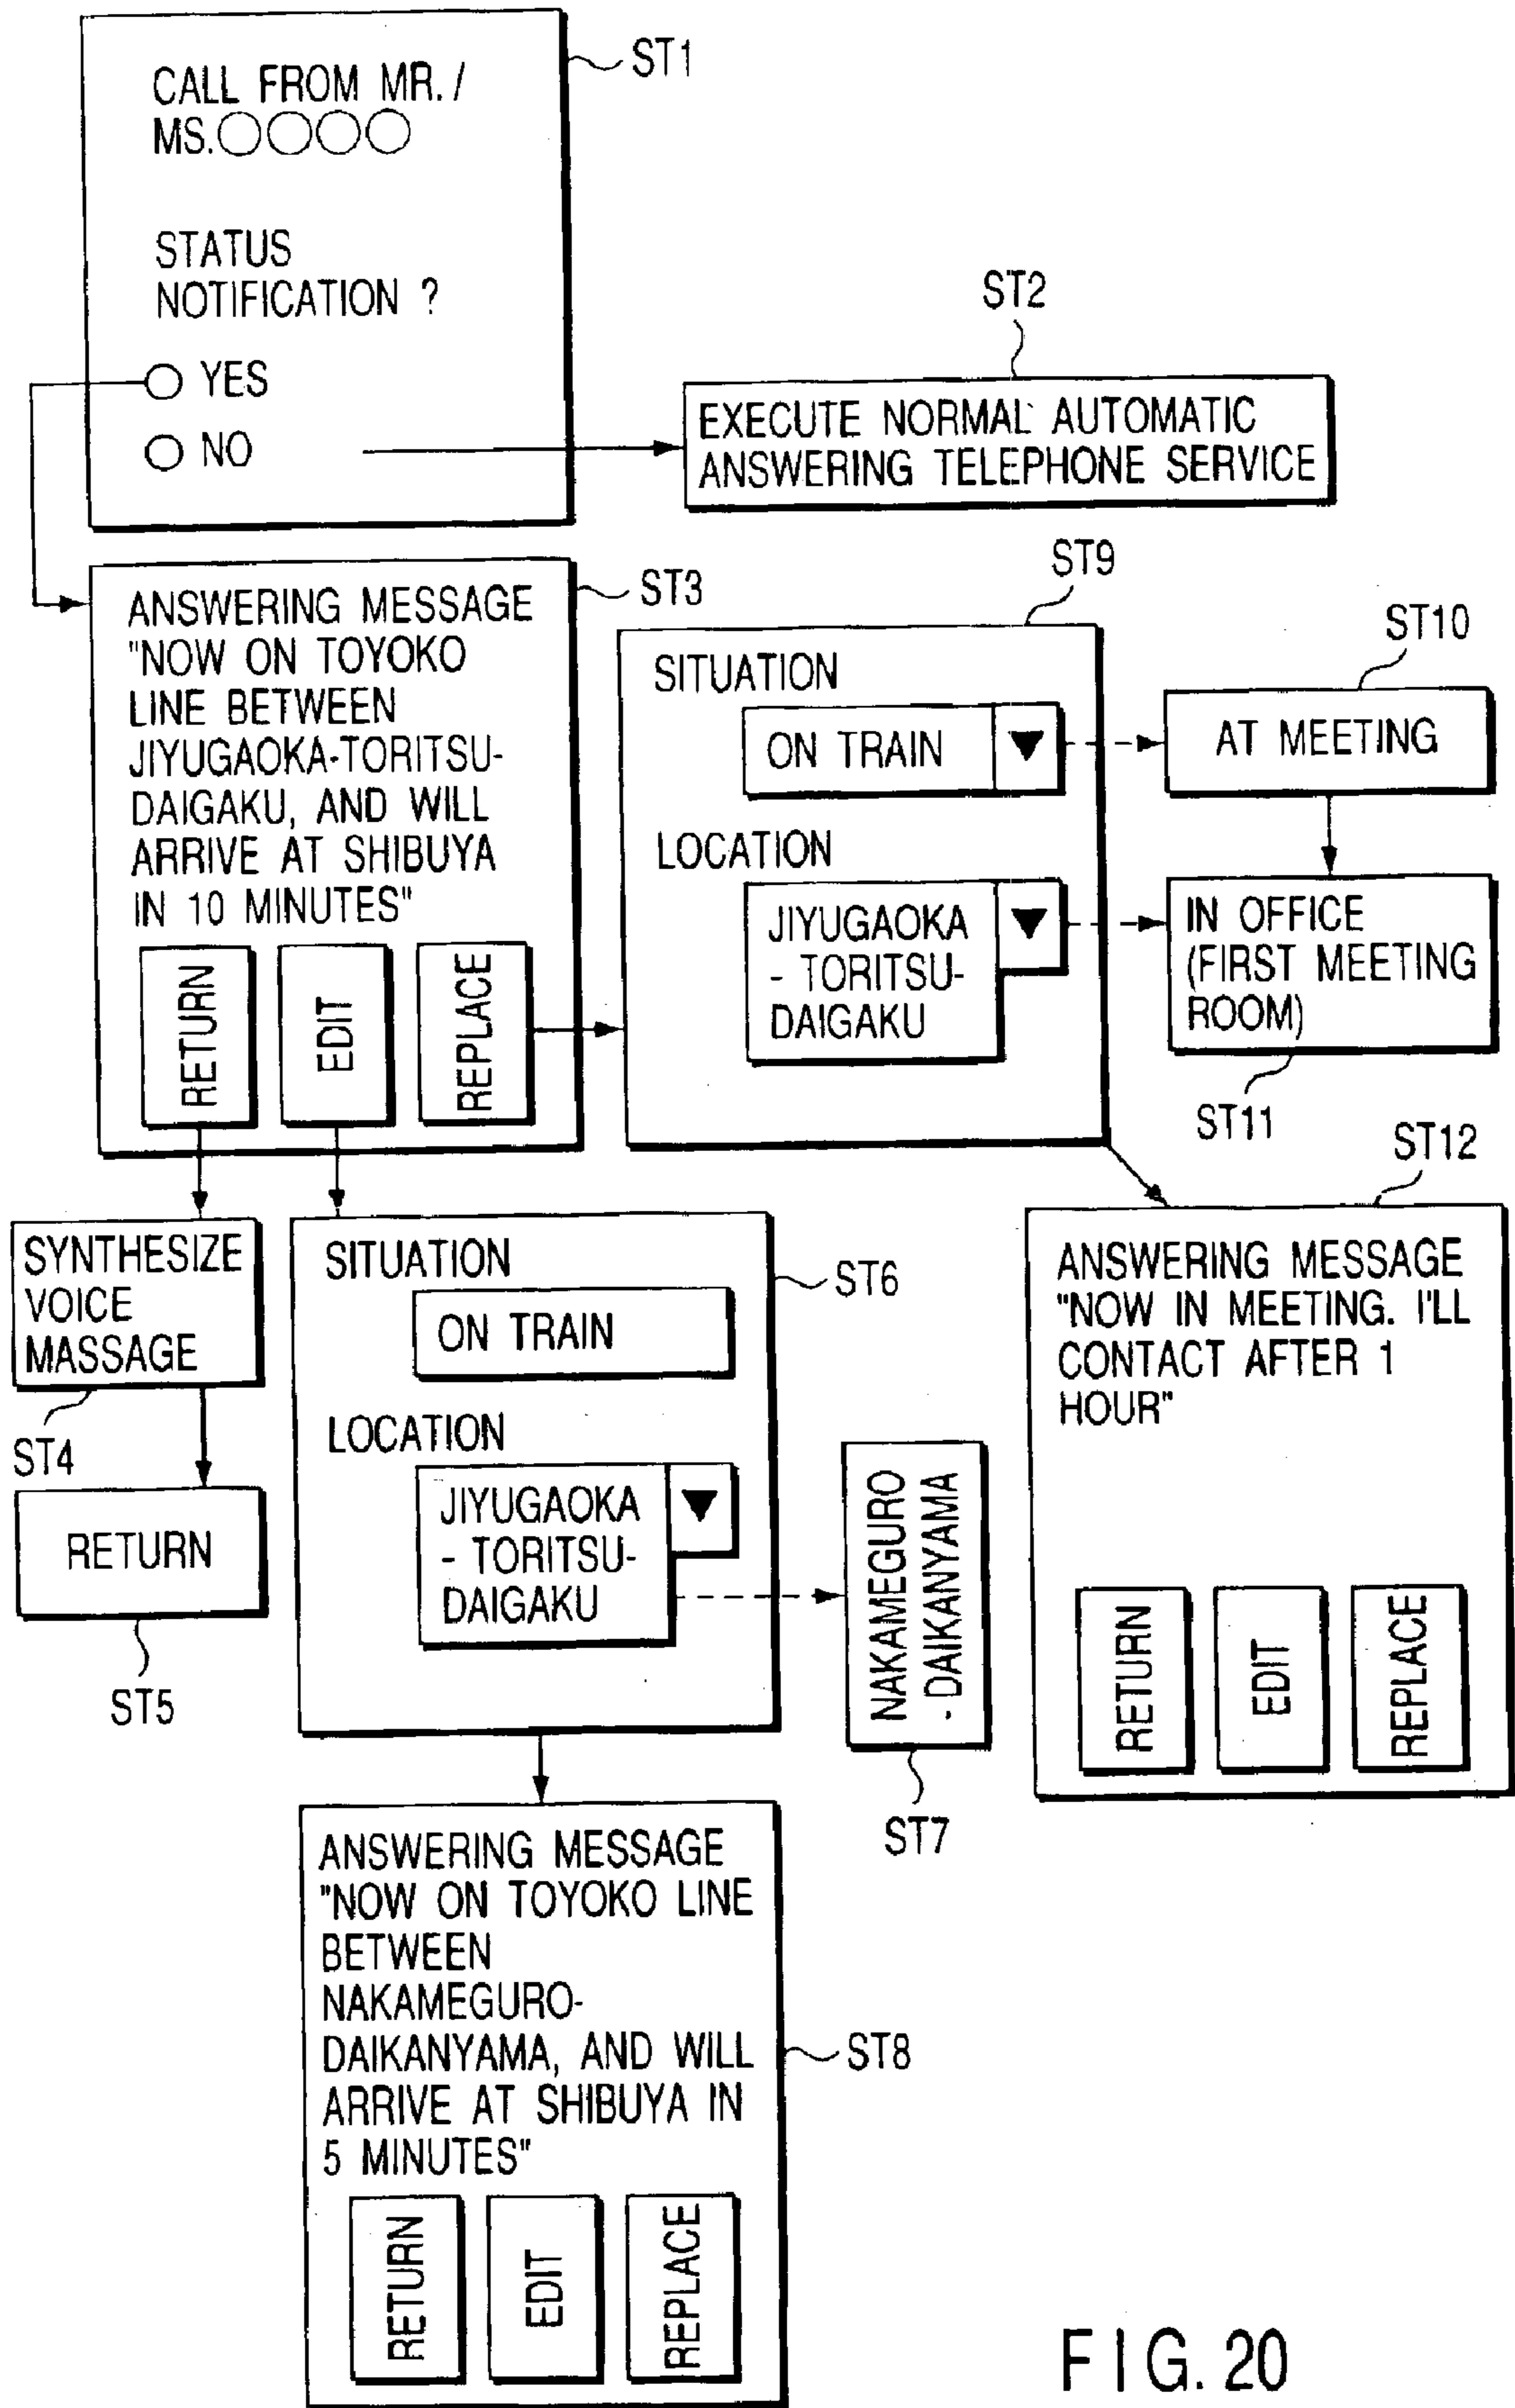 CALL FROM MR. /
MS.○○○○
STATUS
NOTIFICATION ?
○ YES
○ NO
ST1
ST2
EXECUTE NORMAL AUTOMATIC
ANSWERING TELEPHONE SERVICE
ANSWERING MESSAGE
"NOW ON TOYOKO
LINE BETWEEN
JIYUGAOKA-TORITSU-
DAIGAKU, AND WILL
ARRIVE AT SHIBUYA
IN 10 MINUTES"
RETURN
EDIT
REPLACE
ST3
ST9
SITUATION
ON TRAIN ▼
LOCATION
JIYUGAOKA ▼
- TORITSU-
DAIGAKU
ST10
AT MEETING
IN OFFICE
(FIRST MEETING
ROOM)
ST11
SYNTHESIZE
VOICE
MASSAGE
ST4
RETURN
ST5
SITUATION
ON TRAIN
LOCATION
JIYUGAOKA ▼
- TORITSU-
DAIGAKU
ST6
NAKAMEGURO
- DAIKANYAMA
ST7
ST12
ANSWERING MESSAGE
"NOW IN MEETING. I'LL
CONTACT AFTER 1
HOUR"
RETURN
EDIT
REPLACE
ANSWERING MESSAGE
"NOW ON TOYOKO LINE
BETWEEN
NAKAMEGURO-
DAIKANYAMA, AND WILL
ARRIVE AT SHIBUYA IN
5 MINUTES"
RETURN
EDIT
REPLACE
ST8
FIG. 20